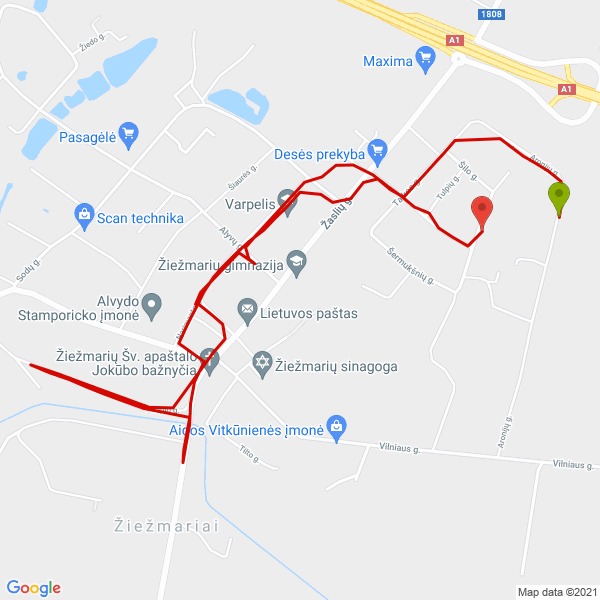 1808
A1
Žiedo g.
Maxima
A1
Pasagėlė
Desės prekyba
Aronijų g.
Šilo g.
Šiaurės g.
Tulpių g.
Varpelis
Žaslių g.
Scan technika
Alyvų g.
Šermukšnių g.
Žiežmarių gimnazija
Sodų g.
Alvydo
Stamporicko įmonė
Lietuvos paštas
Žiežmarių Šv. apaštalo
Jokūbo bažnyčia
Žiežmarių sinagoga
Aidos Vitkūnienės įmonė
Aronijų g.
Vilniaus g.
Tilto g.
Vilniaus g.
Žiežmariai
Google
Map data ©2021